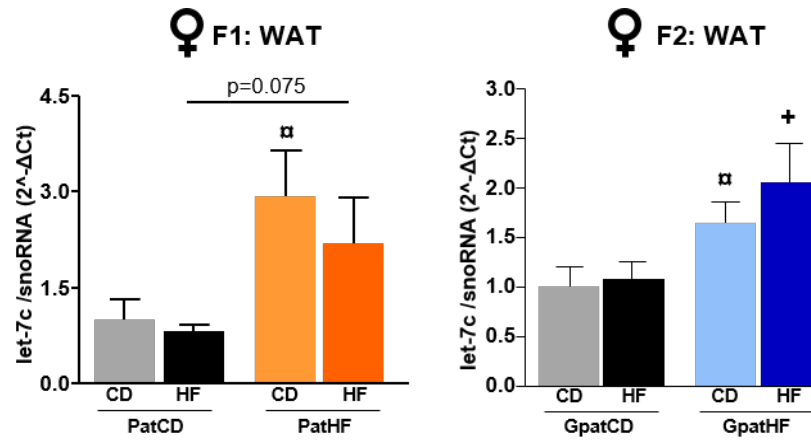 ♀ F1: WAT
p=0.075
let-7c /snoRNA (2^-ΔCt)
4.5
3.0
1.5
0.0
¤
CD HF CD HF
PatCD PatHF
♀ F2: WAT
let-7c /snoRNA (2^-ΔCt)
3.0
2.5
2.0
1.5
1.0
0.5
0.0
¤ +
CD HF CD HF
GpatCD GpatHF